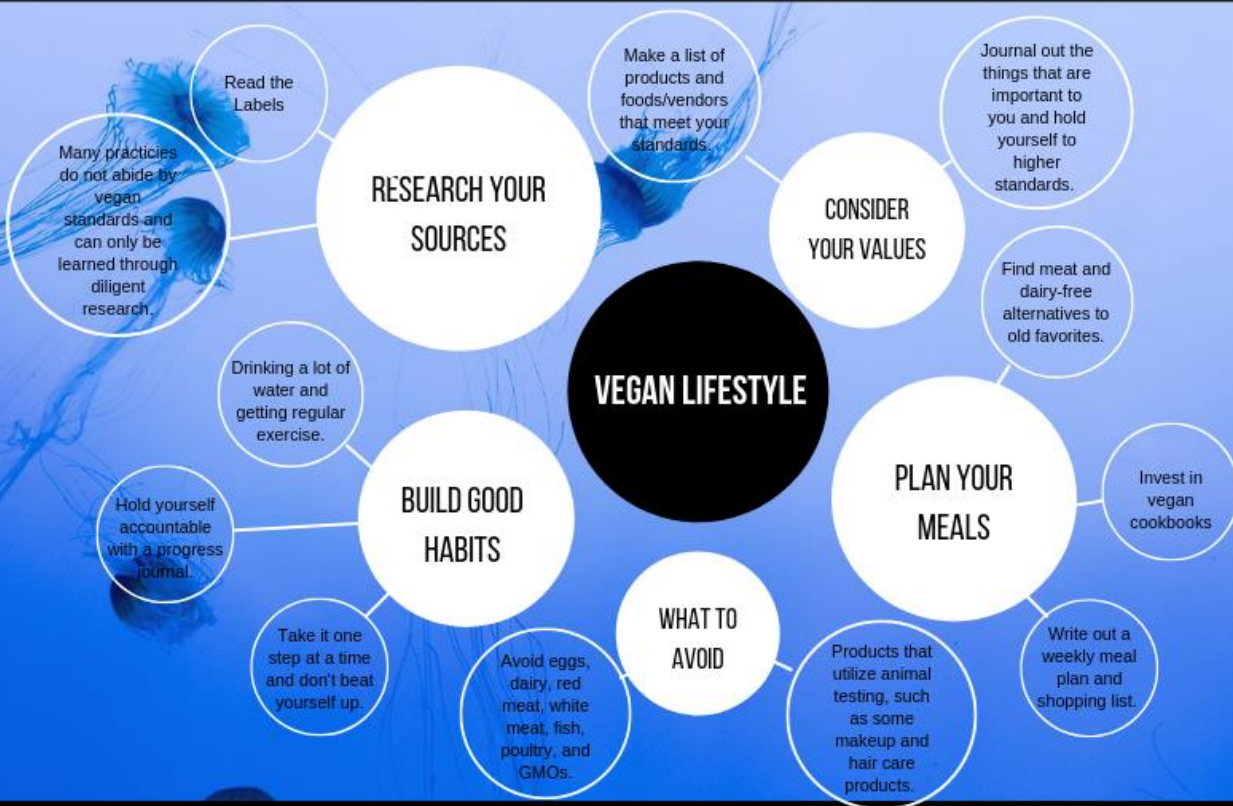 Read the
Labels
Many practicies
do not abide by
vegan
standards and
can only be
learned through
diligent
research.
RESEARCH YOUR
SOURCES
Make a list of
products and
foods/vendors
that meet your
standards.
CONSIDER
YOUR VALUES
Journal out the
things that are
important to
you and hold
yourself to
higher
standards.
VEGAN LIFESTYLE
Find meat and
dairy-free
alternatives to
old favorites.
PLAN YOUR
MEALS
Invest in
vegan
cookbooks
Write out a
weekly meal
plan and
shopping list.
Drinking a lot of
water and
getting regular
exercise.
BUILD GOOD
HABITS
Hold yourself
accountable
with a progress
journal.
Take it one
step at a time
and don't beat
yourself up.
WHAT TO
AVOID
Avoid eggs,
dairy, red
meat, white
meat, fish,
poultry, and
GMOs.
Products that
utilize animal
testing, such
as some
makeup and
hair care
products.